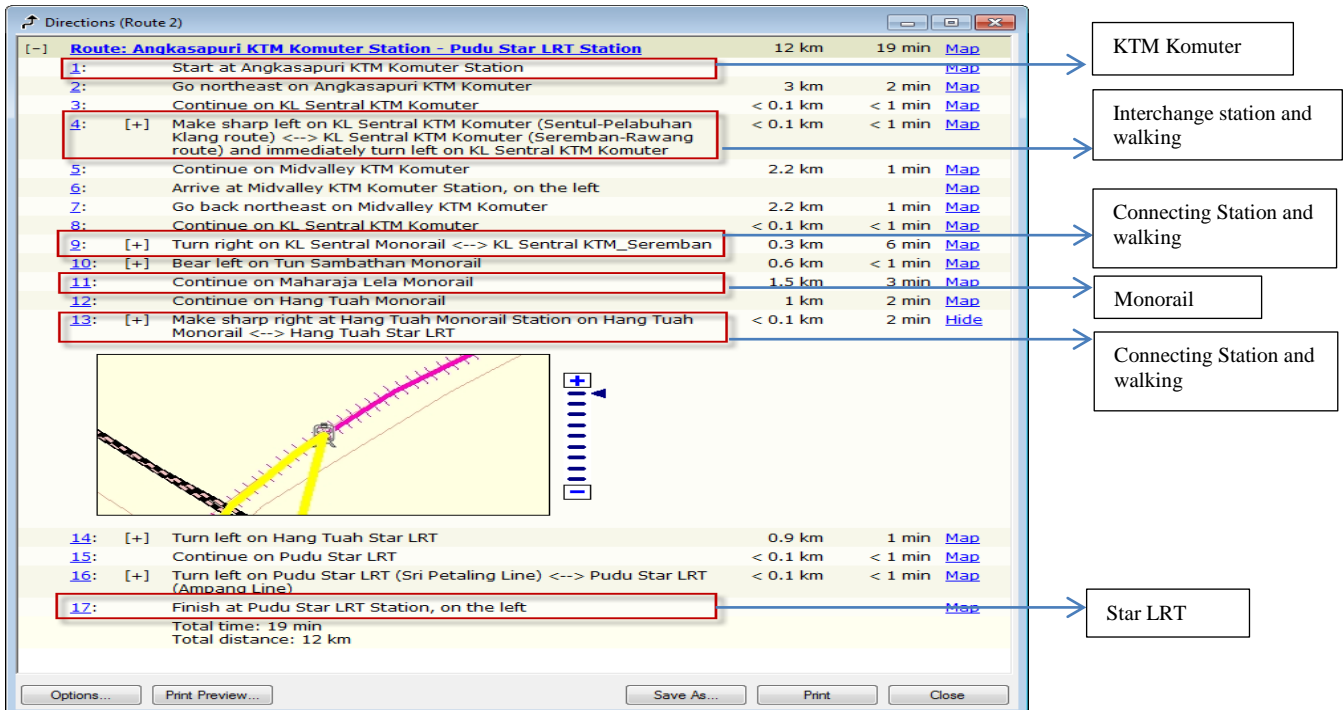 Directions (Route 2)
[-] Route: Angkasapuri KTM Komuter Station - Pudu Star LRT Station 12 km 19 min Map
1: Start at Angkasapuri KTM Komuter Station Map
2: Go northeast on Angkasapuri KTM Komuter 3 km 2 min Map
3: Continue on KL Sentral KTM Komuter < 0.1 km < 1 min Map
4: [+] Make sharp left on KL Sentral KTM Komuter (Sentul-Pelabuhan < 0.1 km < 1 min Map
Klang route) <--> KL Sentral KTM Komuter (Seremban-Rawang
route) and immediately turn left on KL Sentral KTM Komuter
5: Continue on Midvalley KTM Komuter 2.2 km 1 min Map
6: Arrive at Midvalley KTM Komuter Station, on the left Map
7: Go back northeast on Midvalley KTM Komuter 2.2 km 1 min Map
8: Continue on KL Sentral KTM Komuter < 0.1 km < 1 min Map
9: [+] Turn right on KL Sentral Monorail <--> KL Sentral KTM_Seremban 0.3 km 6 min Map
10: [+] Bear left on Tun Sambathan Monorail 0.6 km < 1 min Map
11: Continue on Maharaja Lela Monorail 1.5 km 3 min Map
12: Continue on Hang Tuah Monorail 1 km 2 min Map
13: [+] Make sharp right at Hang Tuah Monorail Station on Hang Tuah < 0.1 km 2 min Hide
Monorail <--> Hang Tuah Star LRT
14: [+] Turn left on Hang Tuah Star LRT 0.9 km 1 min Map
15: Continue on Pudu Star LRT < 0.1 km < 1 min Map
16: [+] Turn left on Pudu Star LRT (Sri Petaling Line) <--> Pudu Star LRT < 0.1 km < 1 min Map
(Ampang Line)
17: Finish at Pudu Star LRT Station, on the left Map
Total time: 19 min
Total distance: 12 km
Options... Print Preview... Save As... Print Close
KTM Komuter
Interchange station and
walking
Connecting Station and
walking
Monorail
Connecting Station and
walking
Star LRT